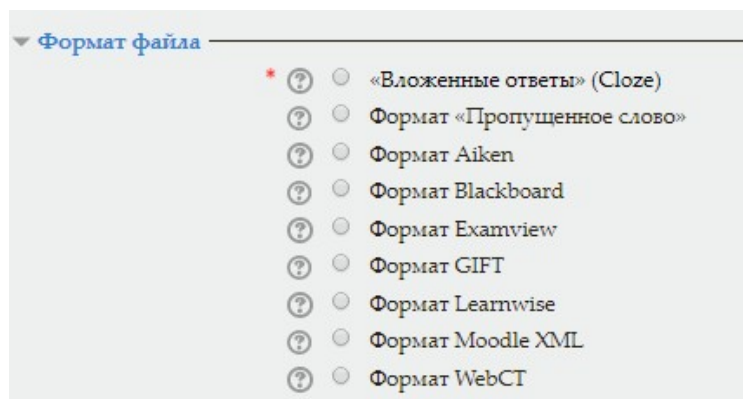 Формат файла
* «Вложенные ответы» (Cloze)
Формат «Пропущенное слово»
Формат Aiken
Формат Blackboard
Формат Examview
Формат GIFT
Формат Learnwise
Формат Moodle XML
Формат WebCT